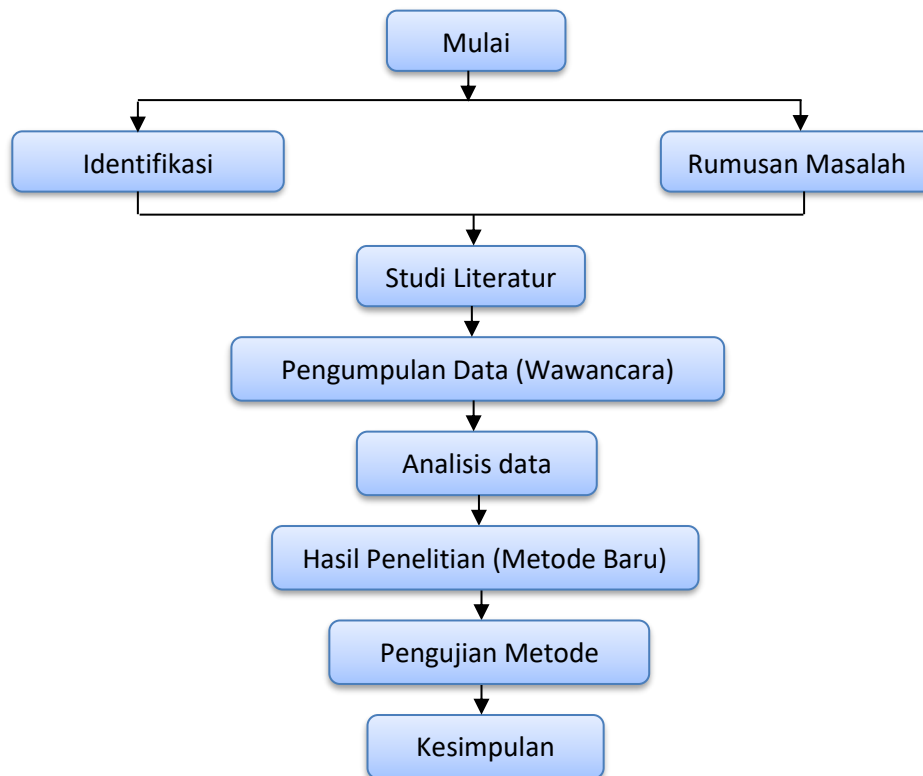 Mulai
Identifikasi
Rumusan Masalah
Studi Literatur
Pengumpulan Data (Wawancara)
Analisis data
Hasil Penelitian (Metode Baru)
Pengujian Metode
Kesimpulan